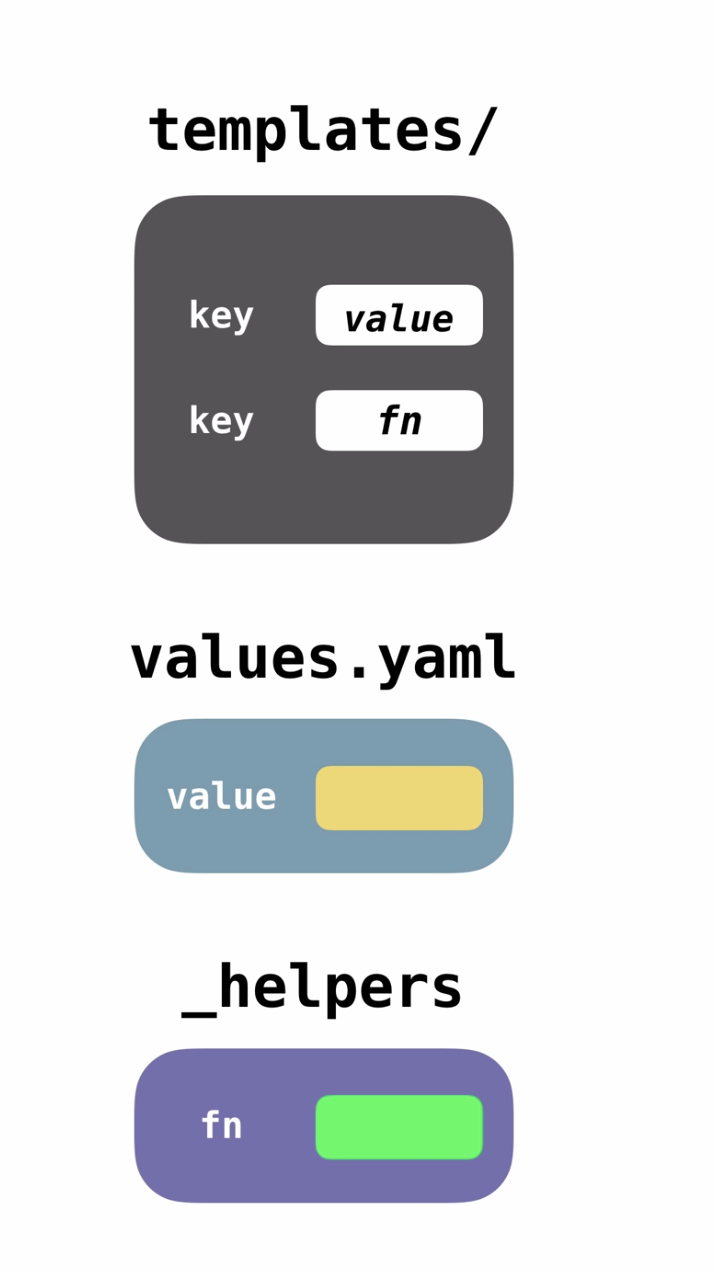 templates/
key value
key fn
values.yaml
value
_helpers
fn